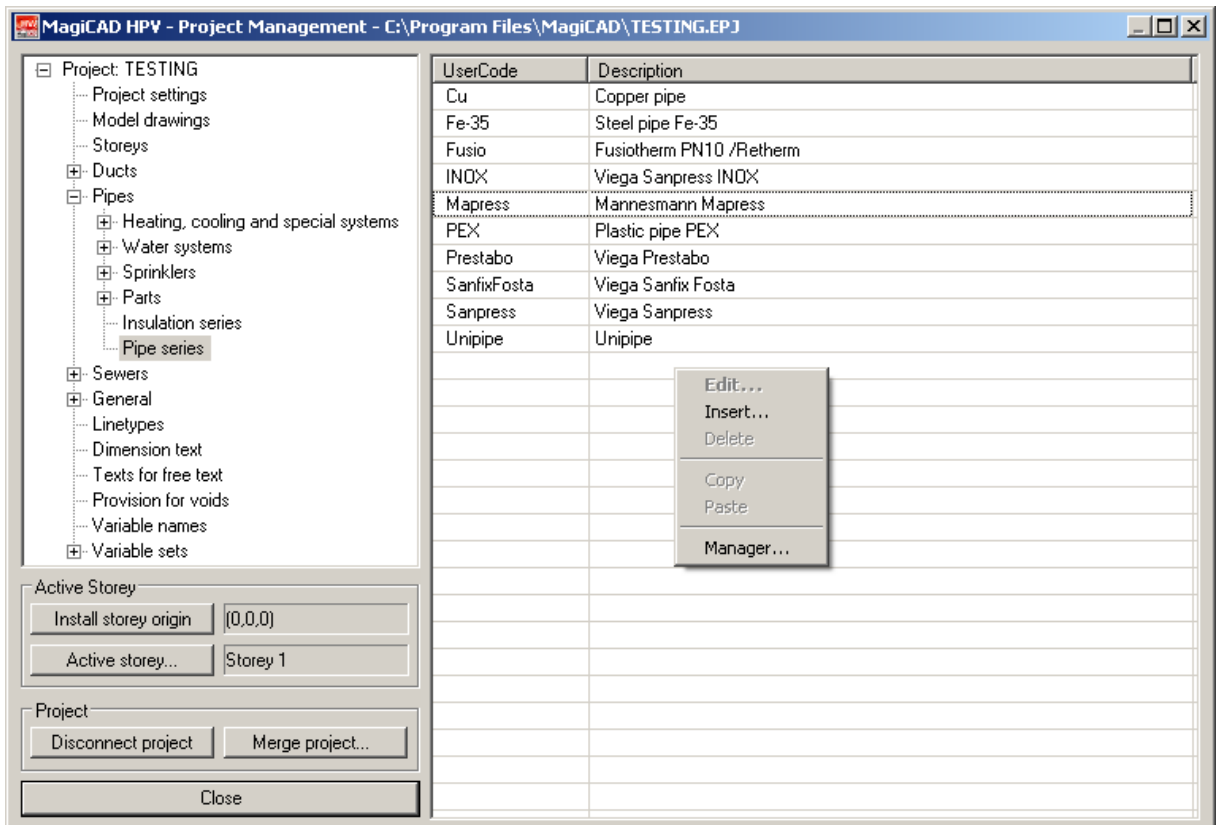 MagiCAD HPV - Project Management - C:\Program Files\MagiCAD\TESTING.EPJ
Project: TESTING
Project settings
Model drawings
Storeys
Ducts
Pipes
Heating, cooling and special systems
Water systems
Sprinklers
Parts
Insulation series
Pipe series
Sewers
General
Linetypes
Dimension text
Texts for free text
Provision for voids
Variable names
Variable sets
Active Storey
Install storey origin (0,0,0)
Active storey... Storey 1
Project
Disconnect project Merge project...
Close
UserCode Description
Cu Copper pipe
Fe-35 Steel pipe Fe-35
Fusio Fusiotherm PN10 /Retherm
INOX Viega Sanpress INOX
Mapress Mannesmann Mapress
PEX Plastic pipe PEX
Prestabo Viega Prestabo
SanfixFosta Viega Sanfix Fosta
Sanpress Viega Sanpress
Unipipe Unipipe
Edit...
Insert...
Delete
Copy
Paste
Manager...